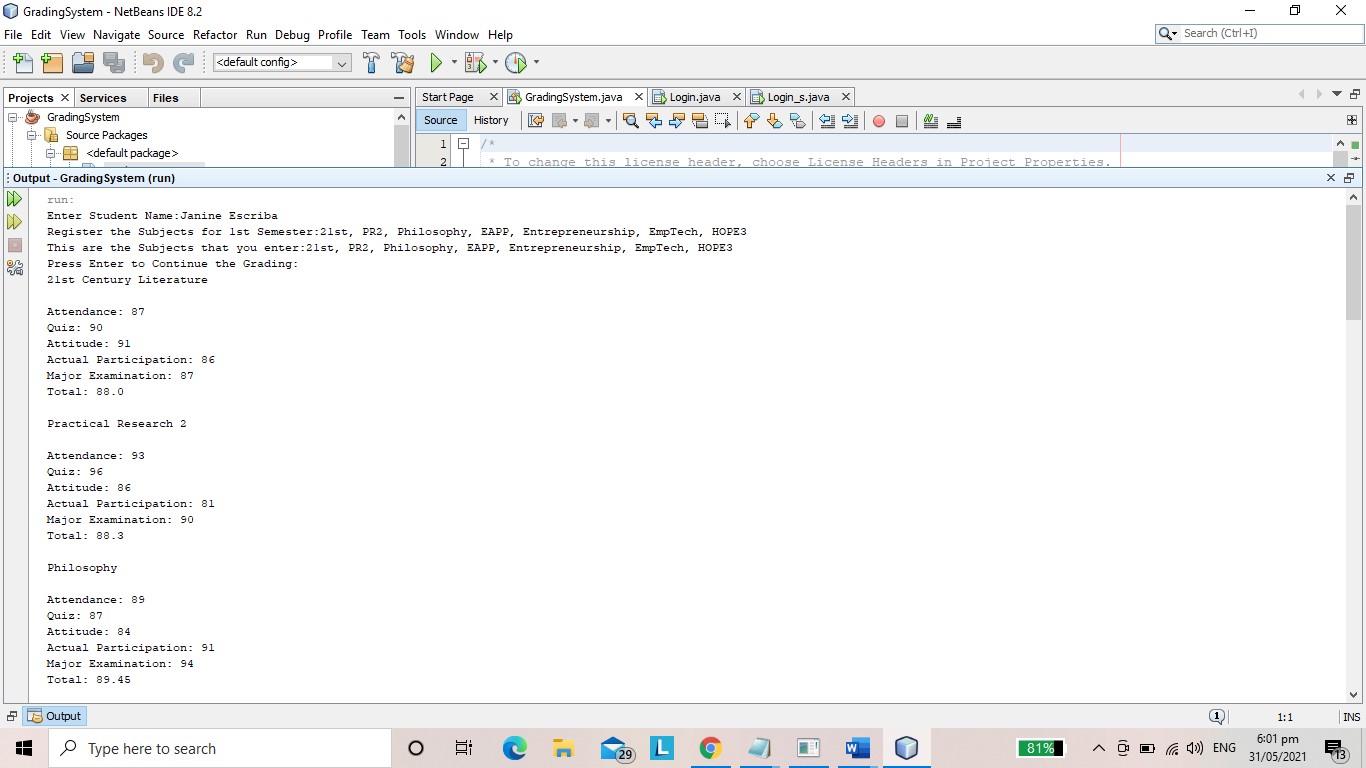 GradingSystem - NetBeans IDE 8.2
File Edit View Navigate Source Refactor Run Debug Profile Team Tools Window Help
Search (Ctrl+I)
<default config>
Projects Services Files
Start Page GradingSystem.java Login.java Login_s.java
GradingSystem
Source Packages
<default package>
Source History
1 /*
2 * To change this license header, choose License Headers in Project Properties.
Output - GradingSystem (run)
run:
Enter Student Name:Janine Escriba
Register the Subjects for 1st Semester:21st, PR2, Philosophy, EAPP, Entrepreneurship, EmpTech, HOPE3
This are the Subjects that you enter:21st, PR2, Philosophy, EAPP, Entrepreneurship, EmpTech, HOPE3
Press Enter to Continue the Grading:
21st Century Literature
Attendance: 87
Quiz: 90
Attitude: 91
Actual Participation: 86
Major Examination: 87
Total: 88.0
Practical Research 2
Attendance: 93
Quiz: 96
Attitude: 86
Actual Participation: 81
Major Examination: 90
Total: 88.3
Philosophy
Attendance: 89
Quiz: 87
Attitude: 84
Actual Participation: 91
Major Examination: 94
Total: 89.45
Output
1 1:1 INS
Type here to search
29
L
81%
ENG
6:01 pm
31/05/2021
13